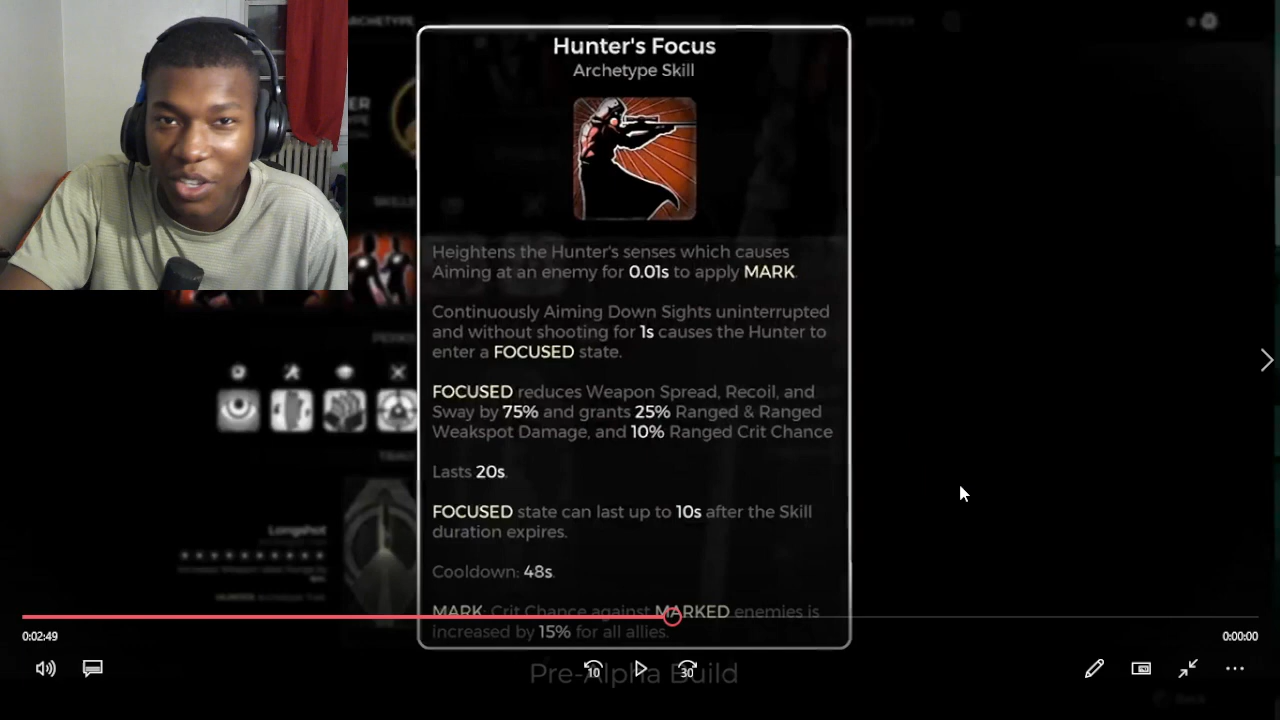 ARCHETYPE
Hunter's Focus
Archetype Skill
Heightens the Hunter's senses which causes
Aiming at an enemy for 0.01s to apply MARK.
Continuously Aiming Down Sights uninterrupted
and without shooting for 1s causes the Hunter to
enter a FOCUSED state.
FOCUSED reduces Weapon Spread, Recoil, and
Sway by 75% and grants 25% Ranged & Ranged
Weakspot Damage, and 10% Ranged Crit Chance
Lasts 20s.
FOCUSED state can last up to 10s after the Skill
duration expires.
Cooldown: 48s.
MARK: Crit Chance against MARKED enemies is
increased by 15% for all allies.
Longshot
0:02:49
0:00:00
10
30
Pre-Alpha Build
Back